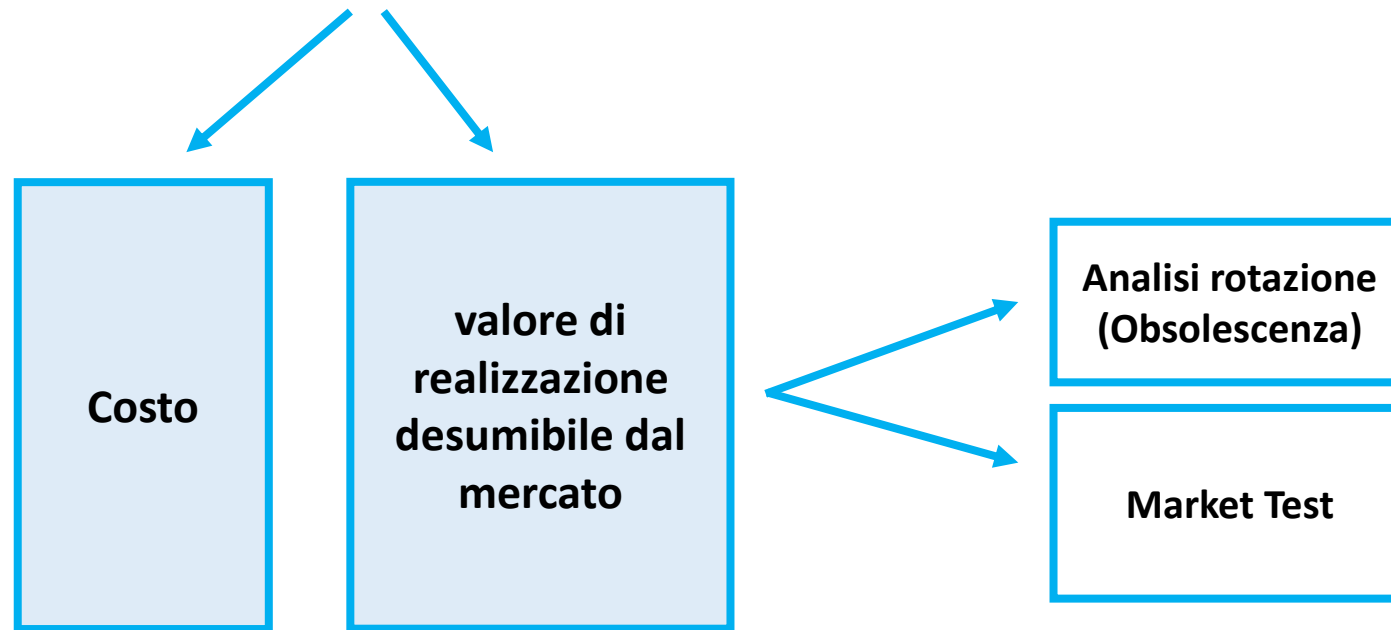 Costo
valore di
realizzazione
desumibile dal
mercato
Analisi rotazione
(Obsolescenza)
Market Test